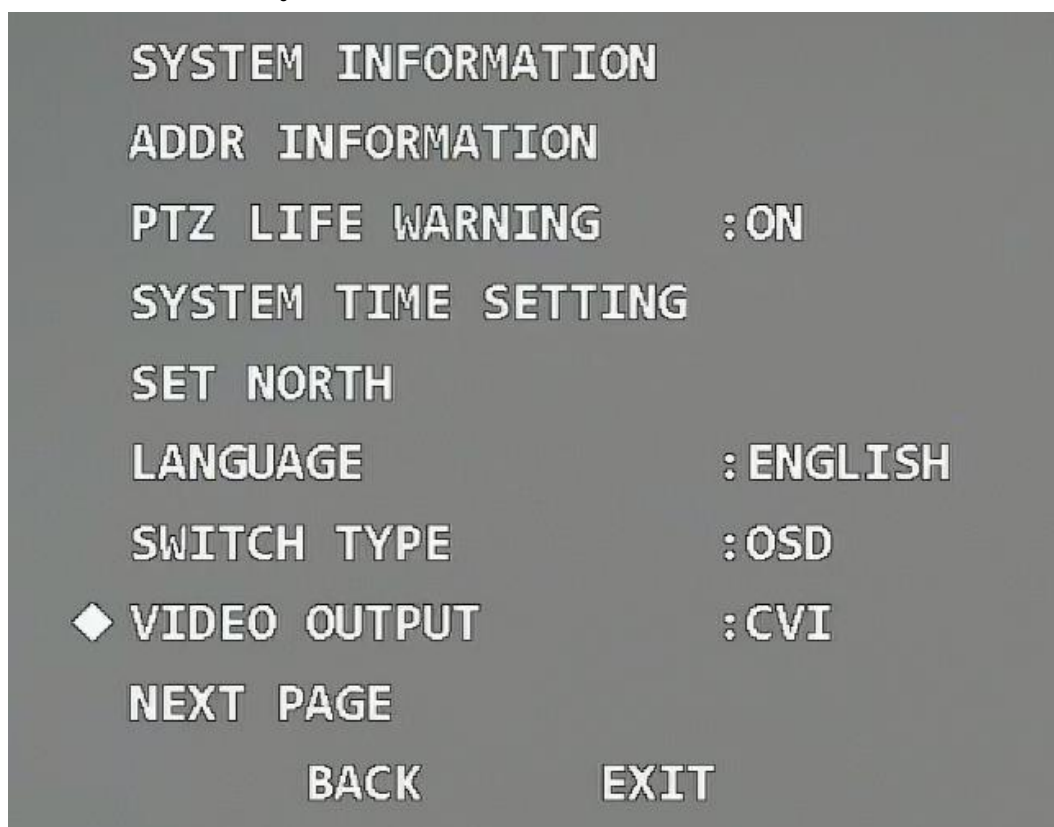 SYSTEM INFORMATION
ADDR INFORMATION
PTZ LIFE WARNING :ON
SYSTEM TIME SETTING
SET NORTH
LANGUAGE :ENGLISH
SWITCH TYPE :OSD
VIDEO OUTPUT :CVI
NEXT PAGE
BACK EXIT